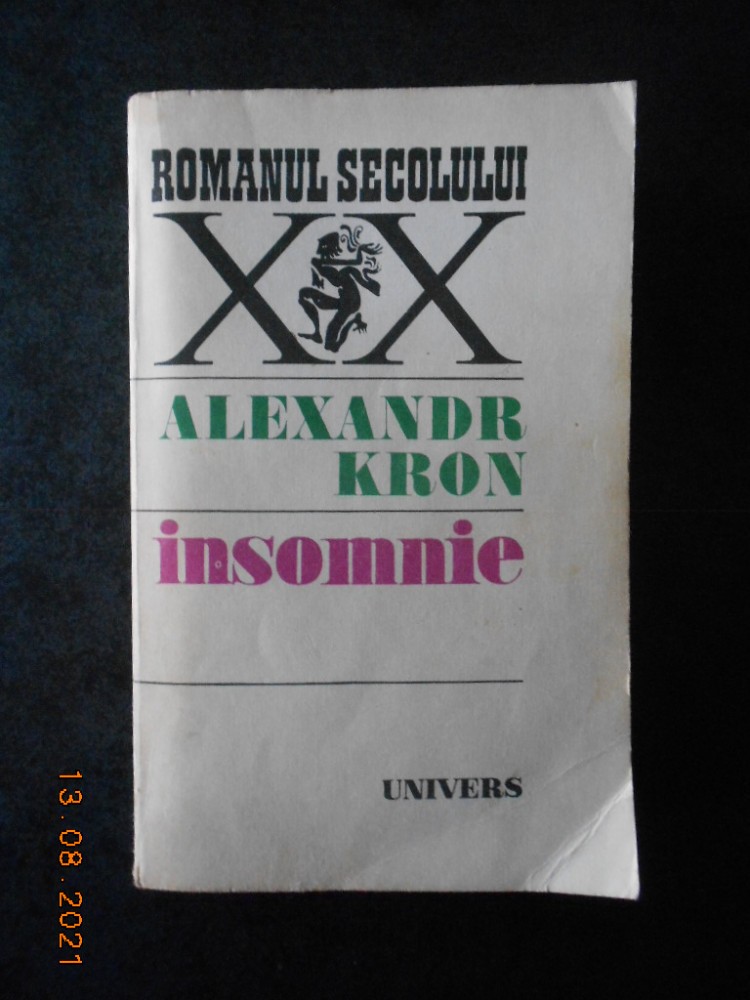 ROMANUL SECOLULUI
XX
ALEXANDR
KRON
insomnie
UNIVERS
13.08.2021